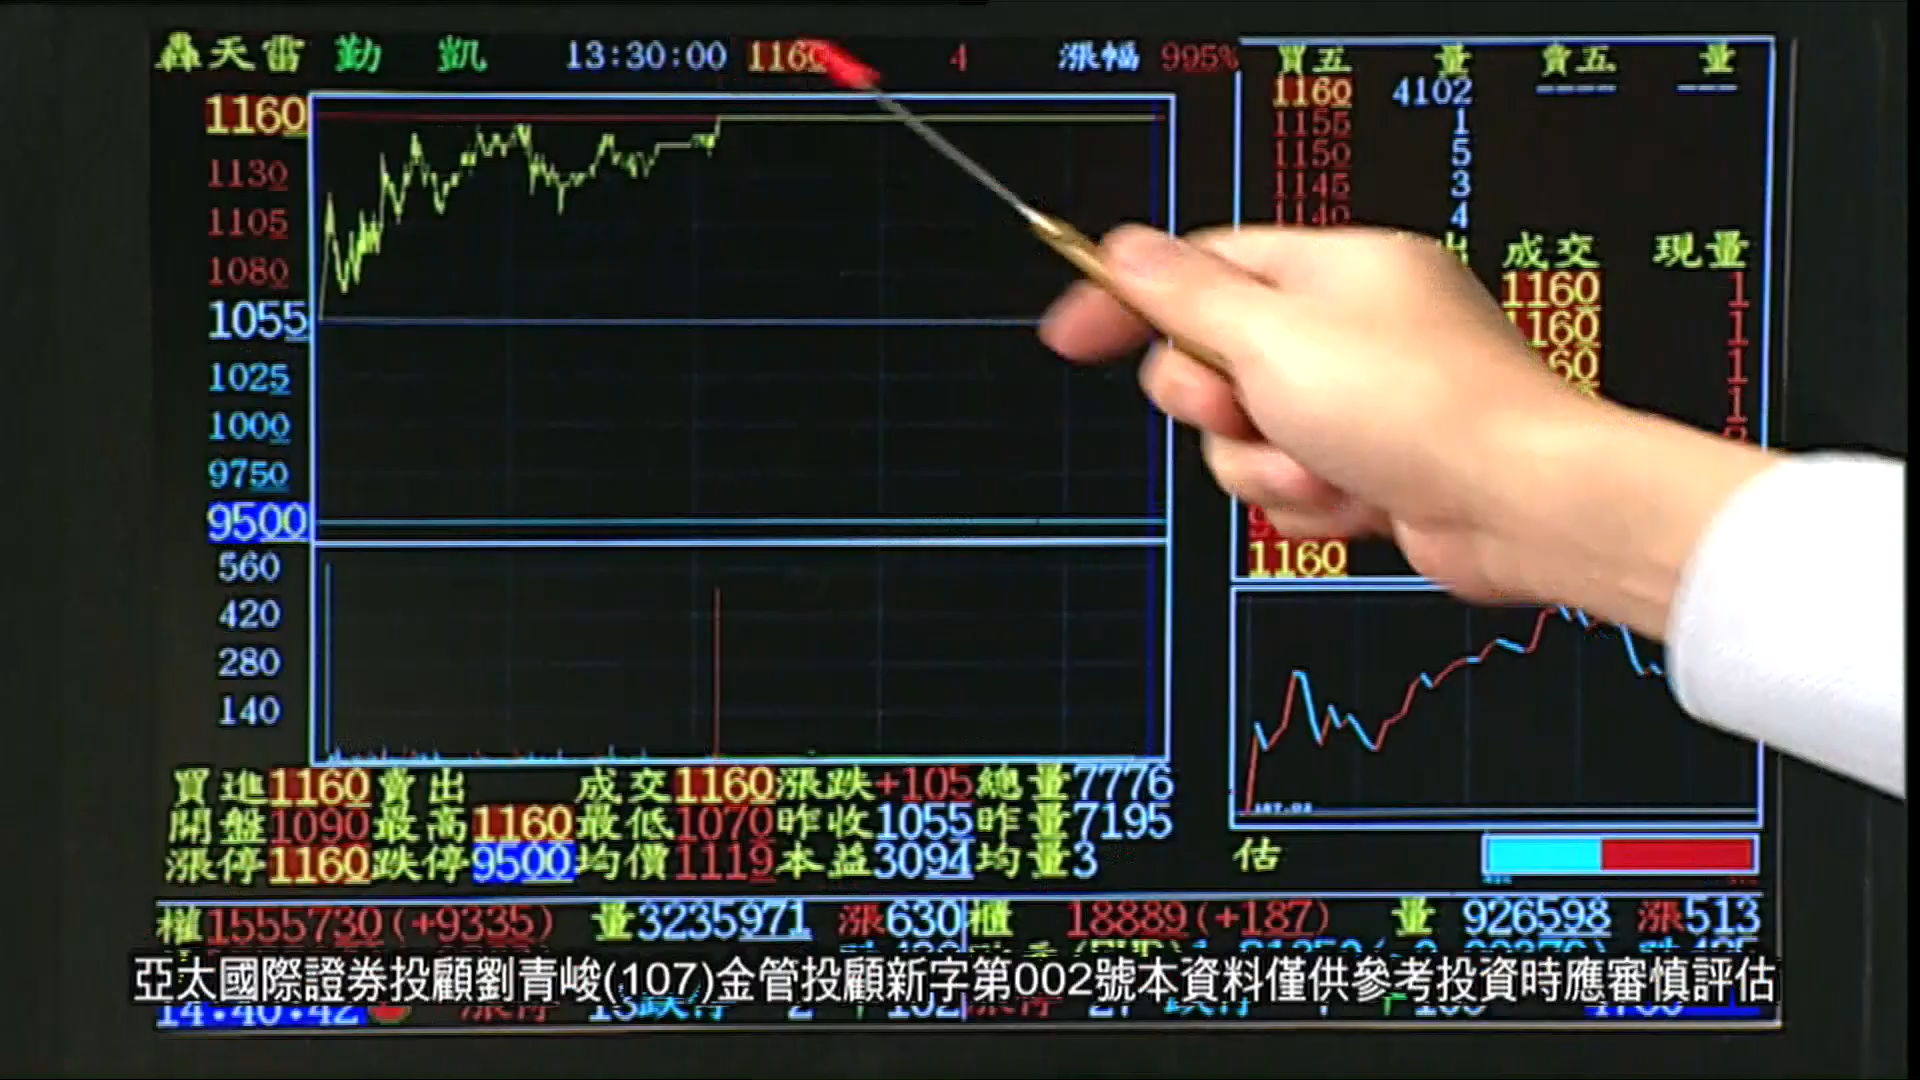 轟天雷 勤 凱 13:30:00 1160 4 漲幅 995%
買五 量 賣五 量
1160 4102 ---- ---
1155 1
1150 5
1145 3
1140 4
出 成交 現量
1160 1
1160 1
60 1
1
1160
1160
1130
1105
1080
1055
1025
1000
9750
9500
560
420
280
140
買進1160賣出 成交1160漲跌+105總量7776
開盤1090最高1160最低1070昨收1055昨量7195
漲停1160跌停9500均價1119本益3094均量3
估
權1555730(+9335) 量3235971 漲630櫃 18889(+187) 量 926598 漲513
亞太國際證券投顧劉青峻(107)金管投顧新字第002號本資料僅供參考投資時應審慎評估
14:40:42